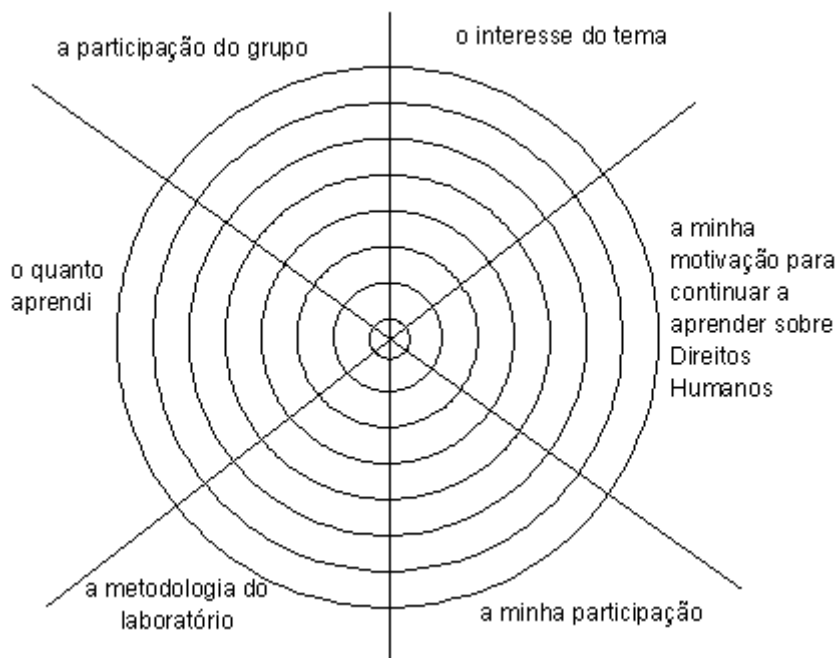 a participação do grupo
o interesse do tema
a minha
motivação para
continuar a
aprender sobre
Direitos
Humanos
o quanto
aprendi
a metodologia do
laboratório
a minha participação